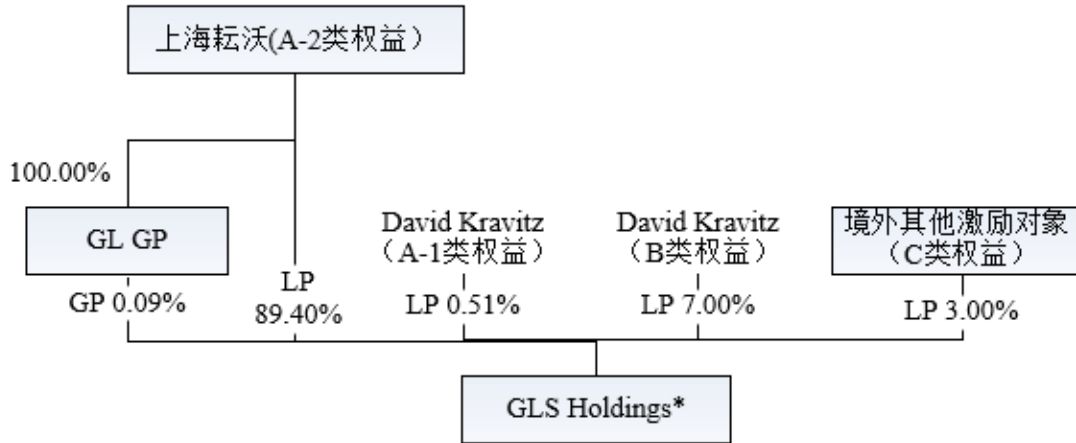 上海耘沃(A-2类权益）
100.00%
GL GP
David Kravitz
（A-1类权益）
David Kravitz
（B类权益）
境外其他激励对象
（C类权益）
GP 0.09%
LP
89.40%
LP 0.51%
LP 7.00%
LP 3.00%
GLS Holdings*